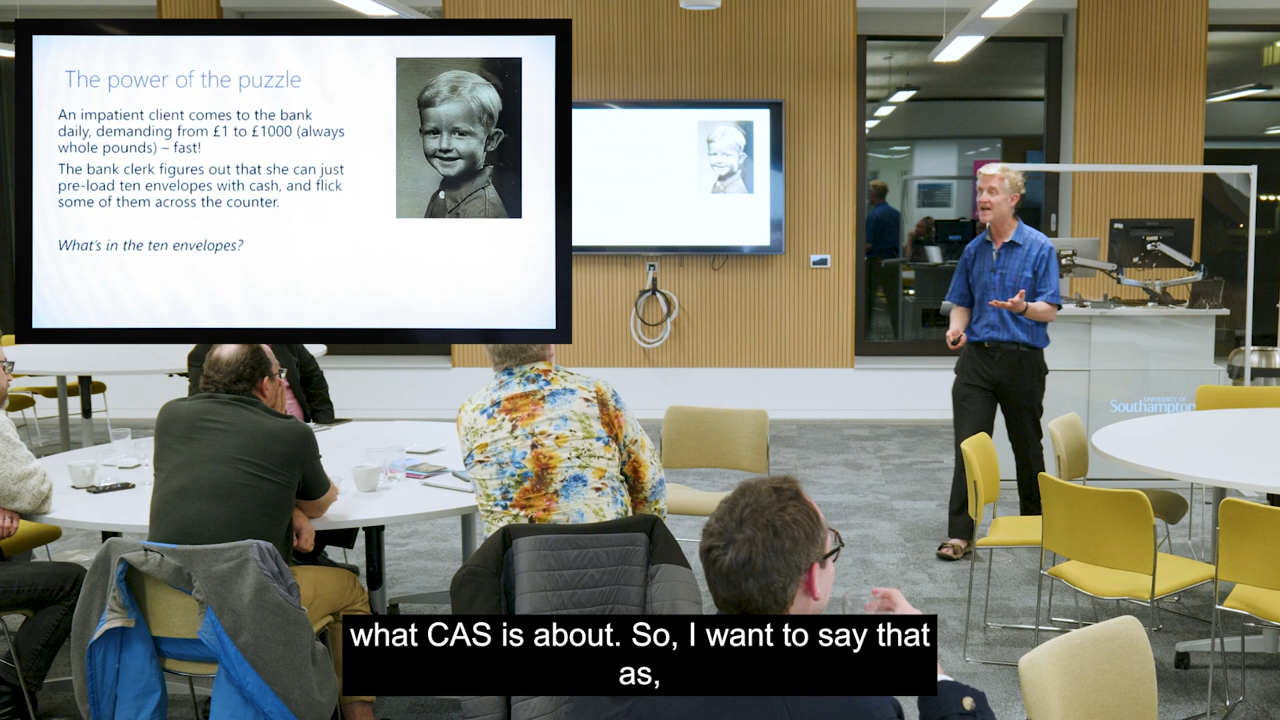 The power of the puzzle
An impatient client comes to the bank
daily, demanding from £1 to £1000 (always
whole pounds) – fast!
The bank clerk figures out that she can just
pre-load ten envelopes with cash, and flick
some of them across the counter.
What's in the ten envelopes?
UNIVERSITY OF
Southampton
what CAS is about. So, I want to say that
as,